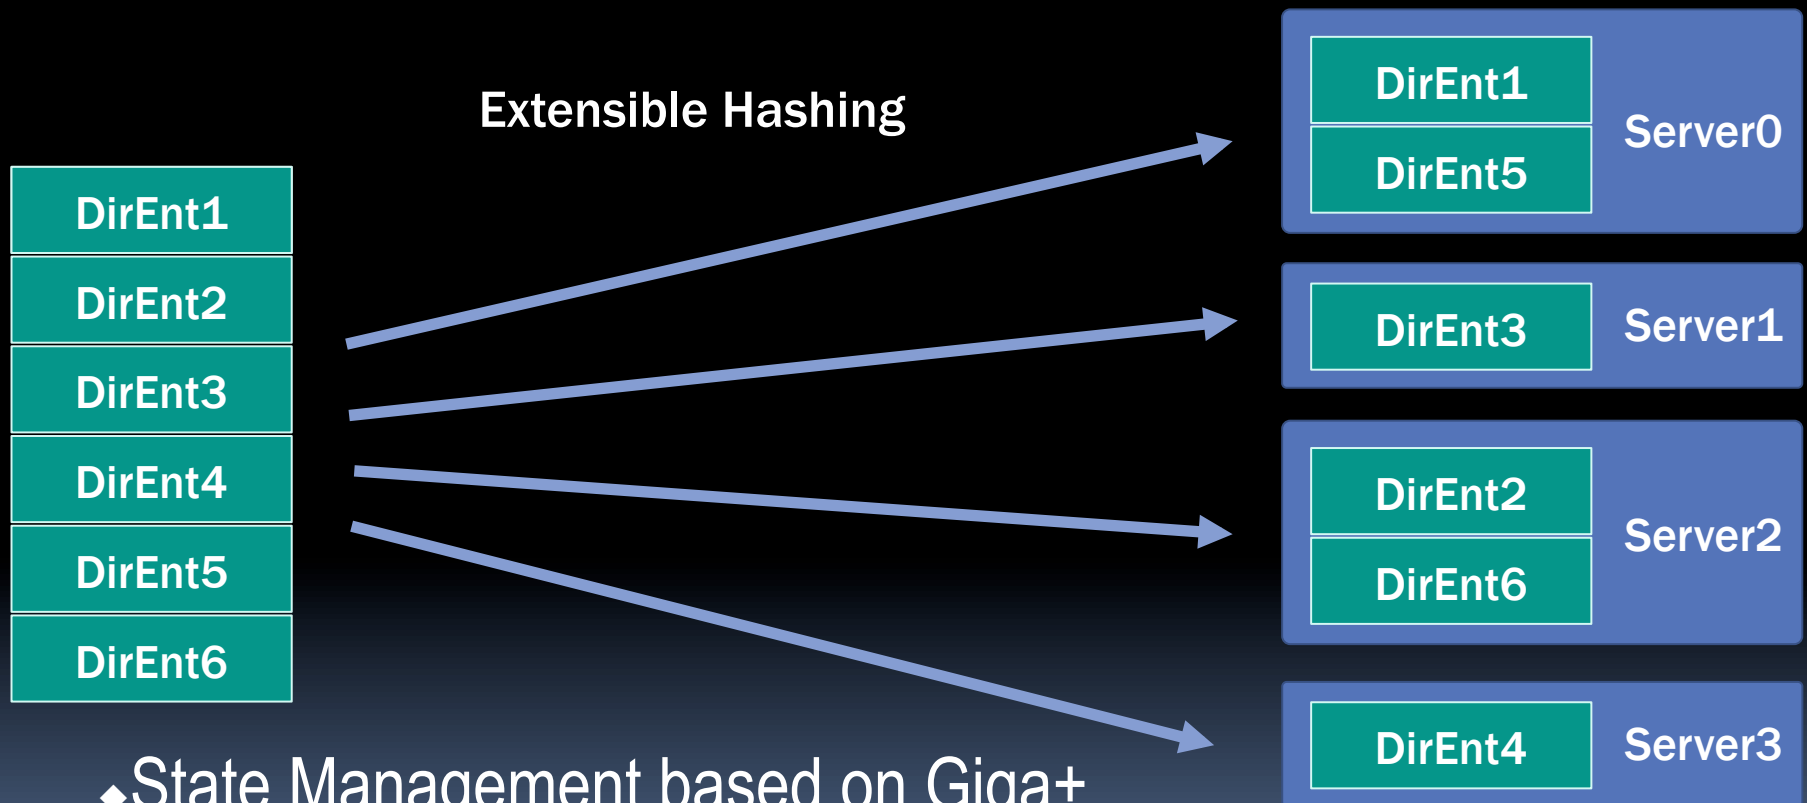 Extensible Hashing
DirEnt1
DirEnt2
DirEnt3
DirEnt4
DirEnt5
DirEnt6
DirEnt1
DirEnt5
Server0
DirEnt3
Server1
DirEnt2
DirEnt6
Server2
DirEnt4
Server3
◆State Management based on Giga+